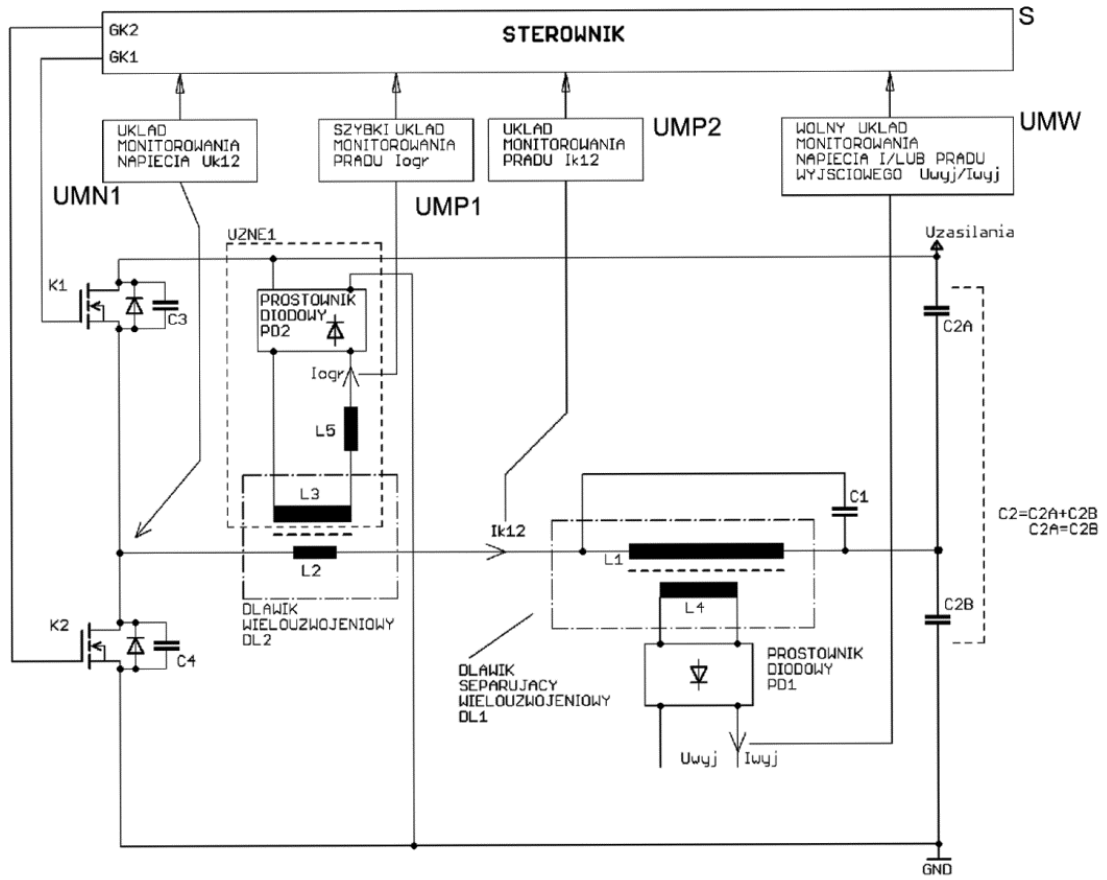 S
GK2
STEROWNIK
GK1
UKLAD
MONITOROWANIA
NAPIECIA Uk12
UMN1
SZYBKI UKLAD
MONITOROWANIA
PRADU Iogr
UMP1
UKLAD
MONITOROWANIA
PRADU Ik12
UMP2
WOLNY UKLAD
MONITOROWANIA
NAPIECIA I/LUB PRADU
WYJSCIOWEGO Uwyj/Iwyj
UMW
UZNE1
Uzasilania
K1
C3
PROSTOWNIK
DIODOWY
PD2
C2A
Iogr
L5
L3
C1
C2=C2A+C2B
C2A=C2B
Ik12
L1
L2
L4
DLAWIK
WIELOUZWOJENIOWY
DL2
C2B
K2
C4
DLAWIK
SEPARUJACY
WIELOUZWOJENIOWY
DL1
PROSTOWNIK
DIODOWY
PD1
Uwyj
Iwyj
GND